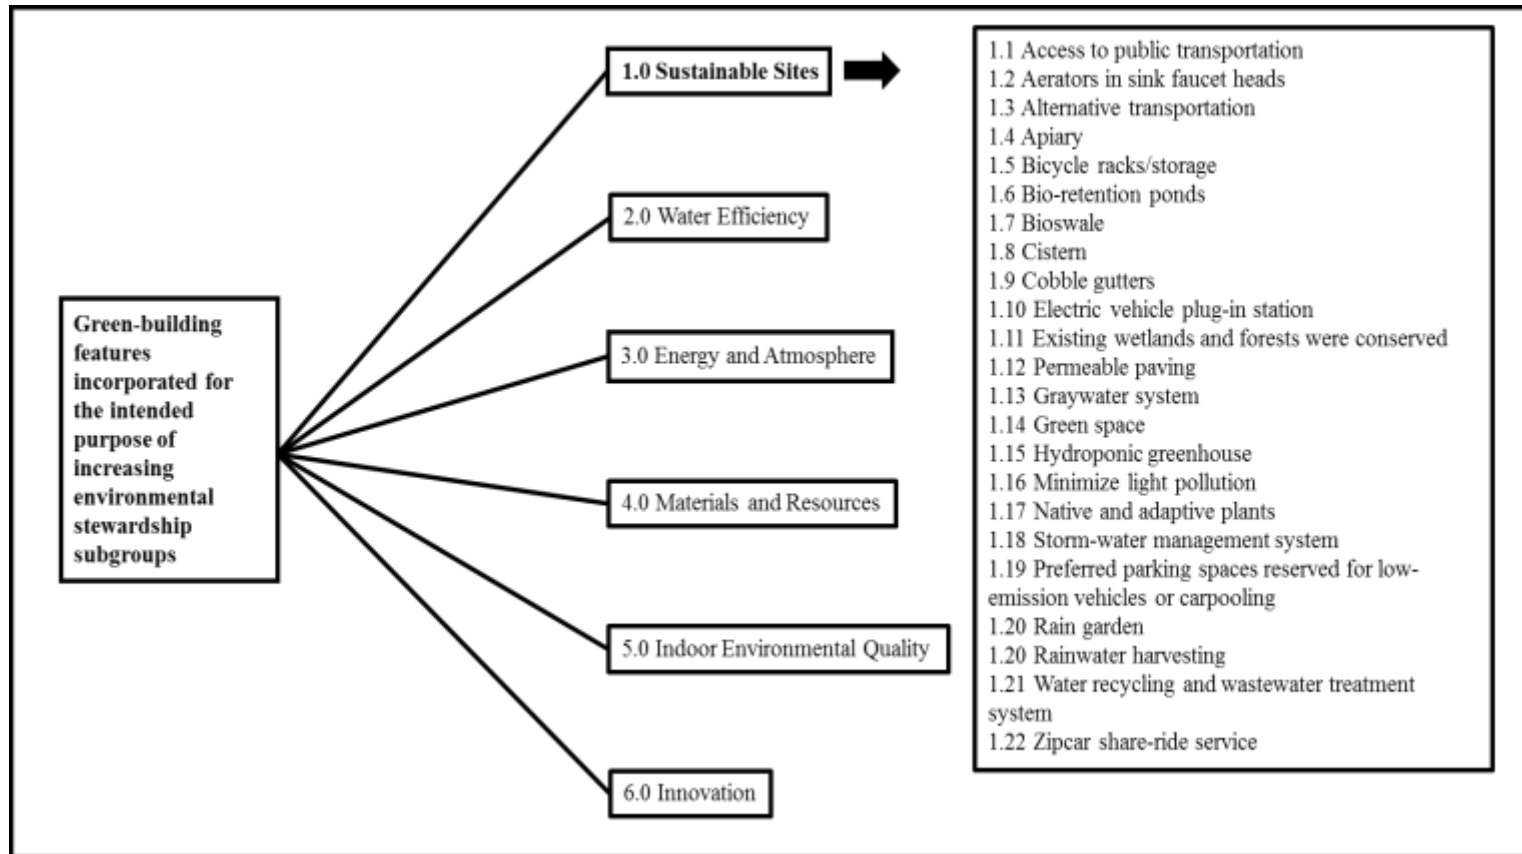 Green-building
features
incorporated for
the intended
purpose of
increasing
environmental
stewardship
subgroups
1.0 Sustainable Sites
2.0 Water Efficiency
3.0 Energy and Atmosphere
4.0 Materials and Resources
5.0 Indoor Environmental Quality
6.0 Innovation
1.1 Access to public transportation
1.2 Aerators in sink faucet heads
1.3 Alternative transportation
1.4 Apiary
1.5 Bicycle racks/storage
1.6 Bio-retention ponds
1.7 Bioswale
1.8 Cistern
1.9 Cobble gutters
1.10 Electric vehicle plug-in station
1.11 Existing wetlands and forests were conserved
1.12 Permeable paving
1.13 Graywater system
1.14 Green space
1.15 Hydroponic greenhouse
1.16 Minimize light pollution
1.17 Native and adaptive plants
1.18 Storm-water management system
1.19 Preferred parking spaces reserved for low-
emission vehicles or carpooling
1.20 Rain garden
1.20 Rainwater harvesting
1.21 Water recycling and wastewater treatment
system
1.22 Zipcar share-ride service